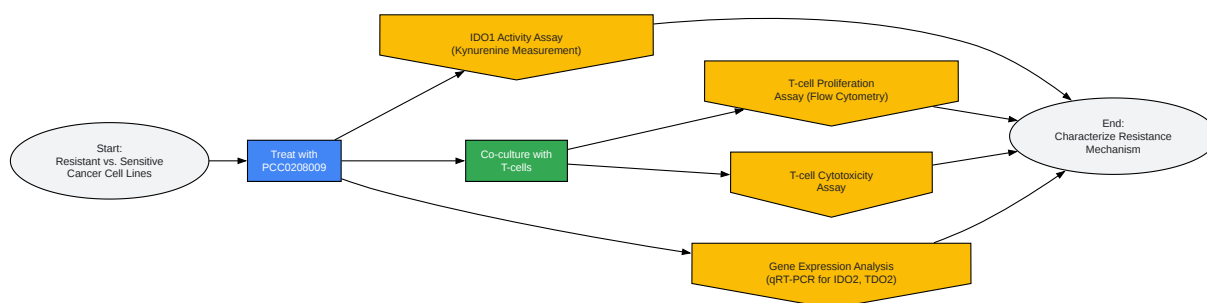 Start:
Resistant vs. Sensitive
Cancer Cell Lines
Treat with
PCC0208009
IDO1 Activity Assay
(Kynurenine Measurement)
Co-culture with
T-cells
T-cell Proliferation
Assay (Flow Cytometry)
T-cell Cytotoxicity
Assay
Gene Expression Analysis
(qRT-PCR for IDO2, TDO2)
End:
Characterize Resistance
Mechanism